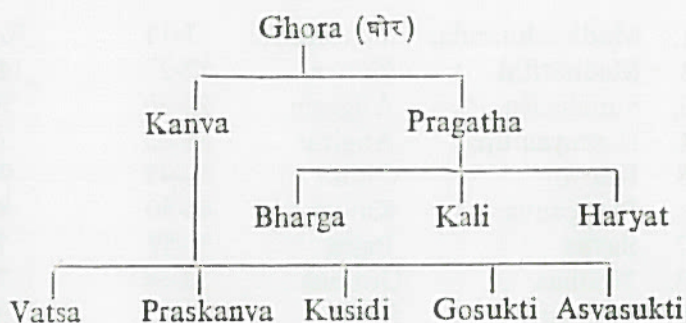 Ghora (घोर)
Kanva Pragatha
Bharga Kali Haryat
Vatsa Praskanva Kusidi Gosukti Asvasukti